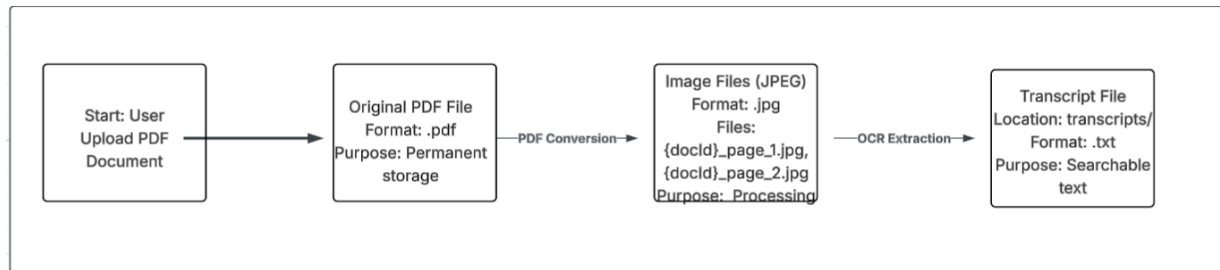 Start: User
Upload PDF
Document
Original PDF File
Format: .pdf
Purpose: Permanent
storage
PDF Conversion
Image Files (JPEG)
Format: .jpg
Files:
{docId}_page_1.jpg,
{docId}_page_2.jpg
Purpose: Processing
OCR Extraction
Transcript File
Location: transcripts/
Format: .txt
Purpose: Searchable
text